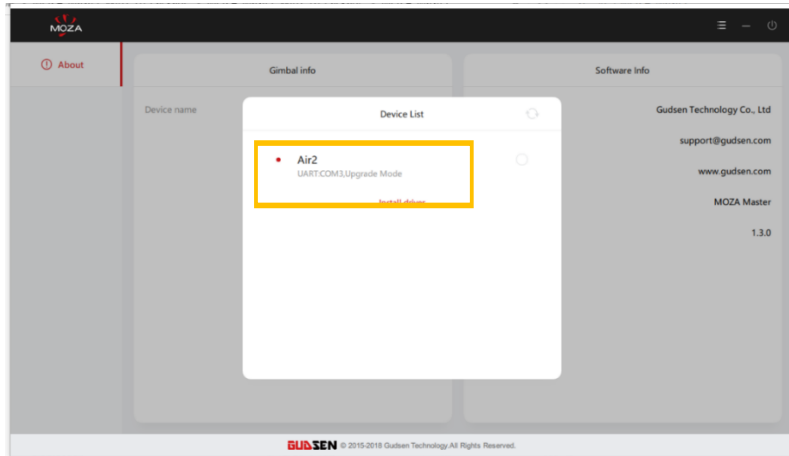 MOZA
About
Gimbal info
Software Info
Device name
Device List
Gudsen Technology Co., Ltd
support@gudsen.com
Air2
UART:COM3,Upgrade Mode
www.gudsen.com
Install driver
MOZA Master
1.3.0
GUDSEN © 2015-2018 Gudsen Technology.All Rights Reserved.